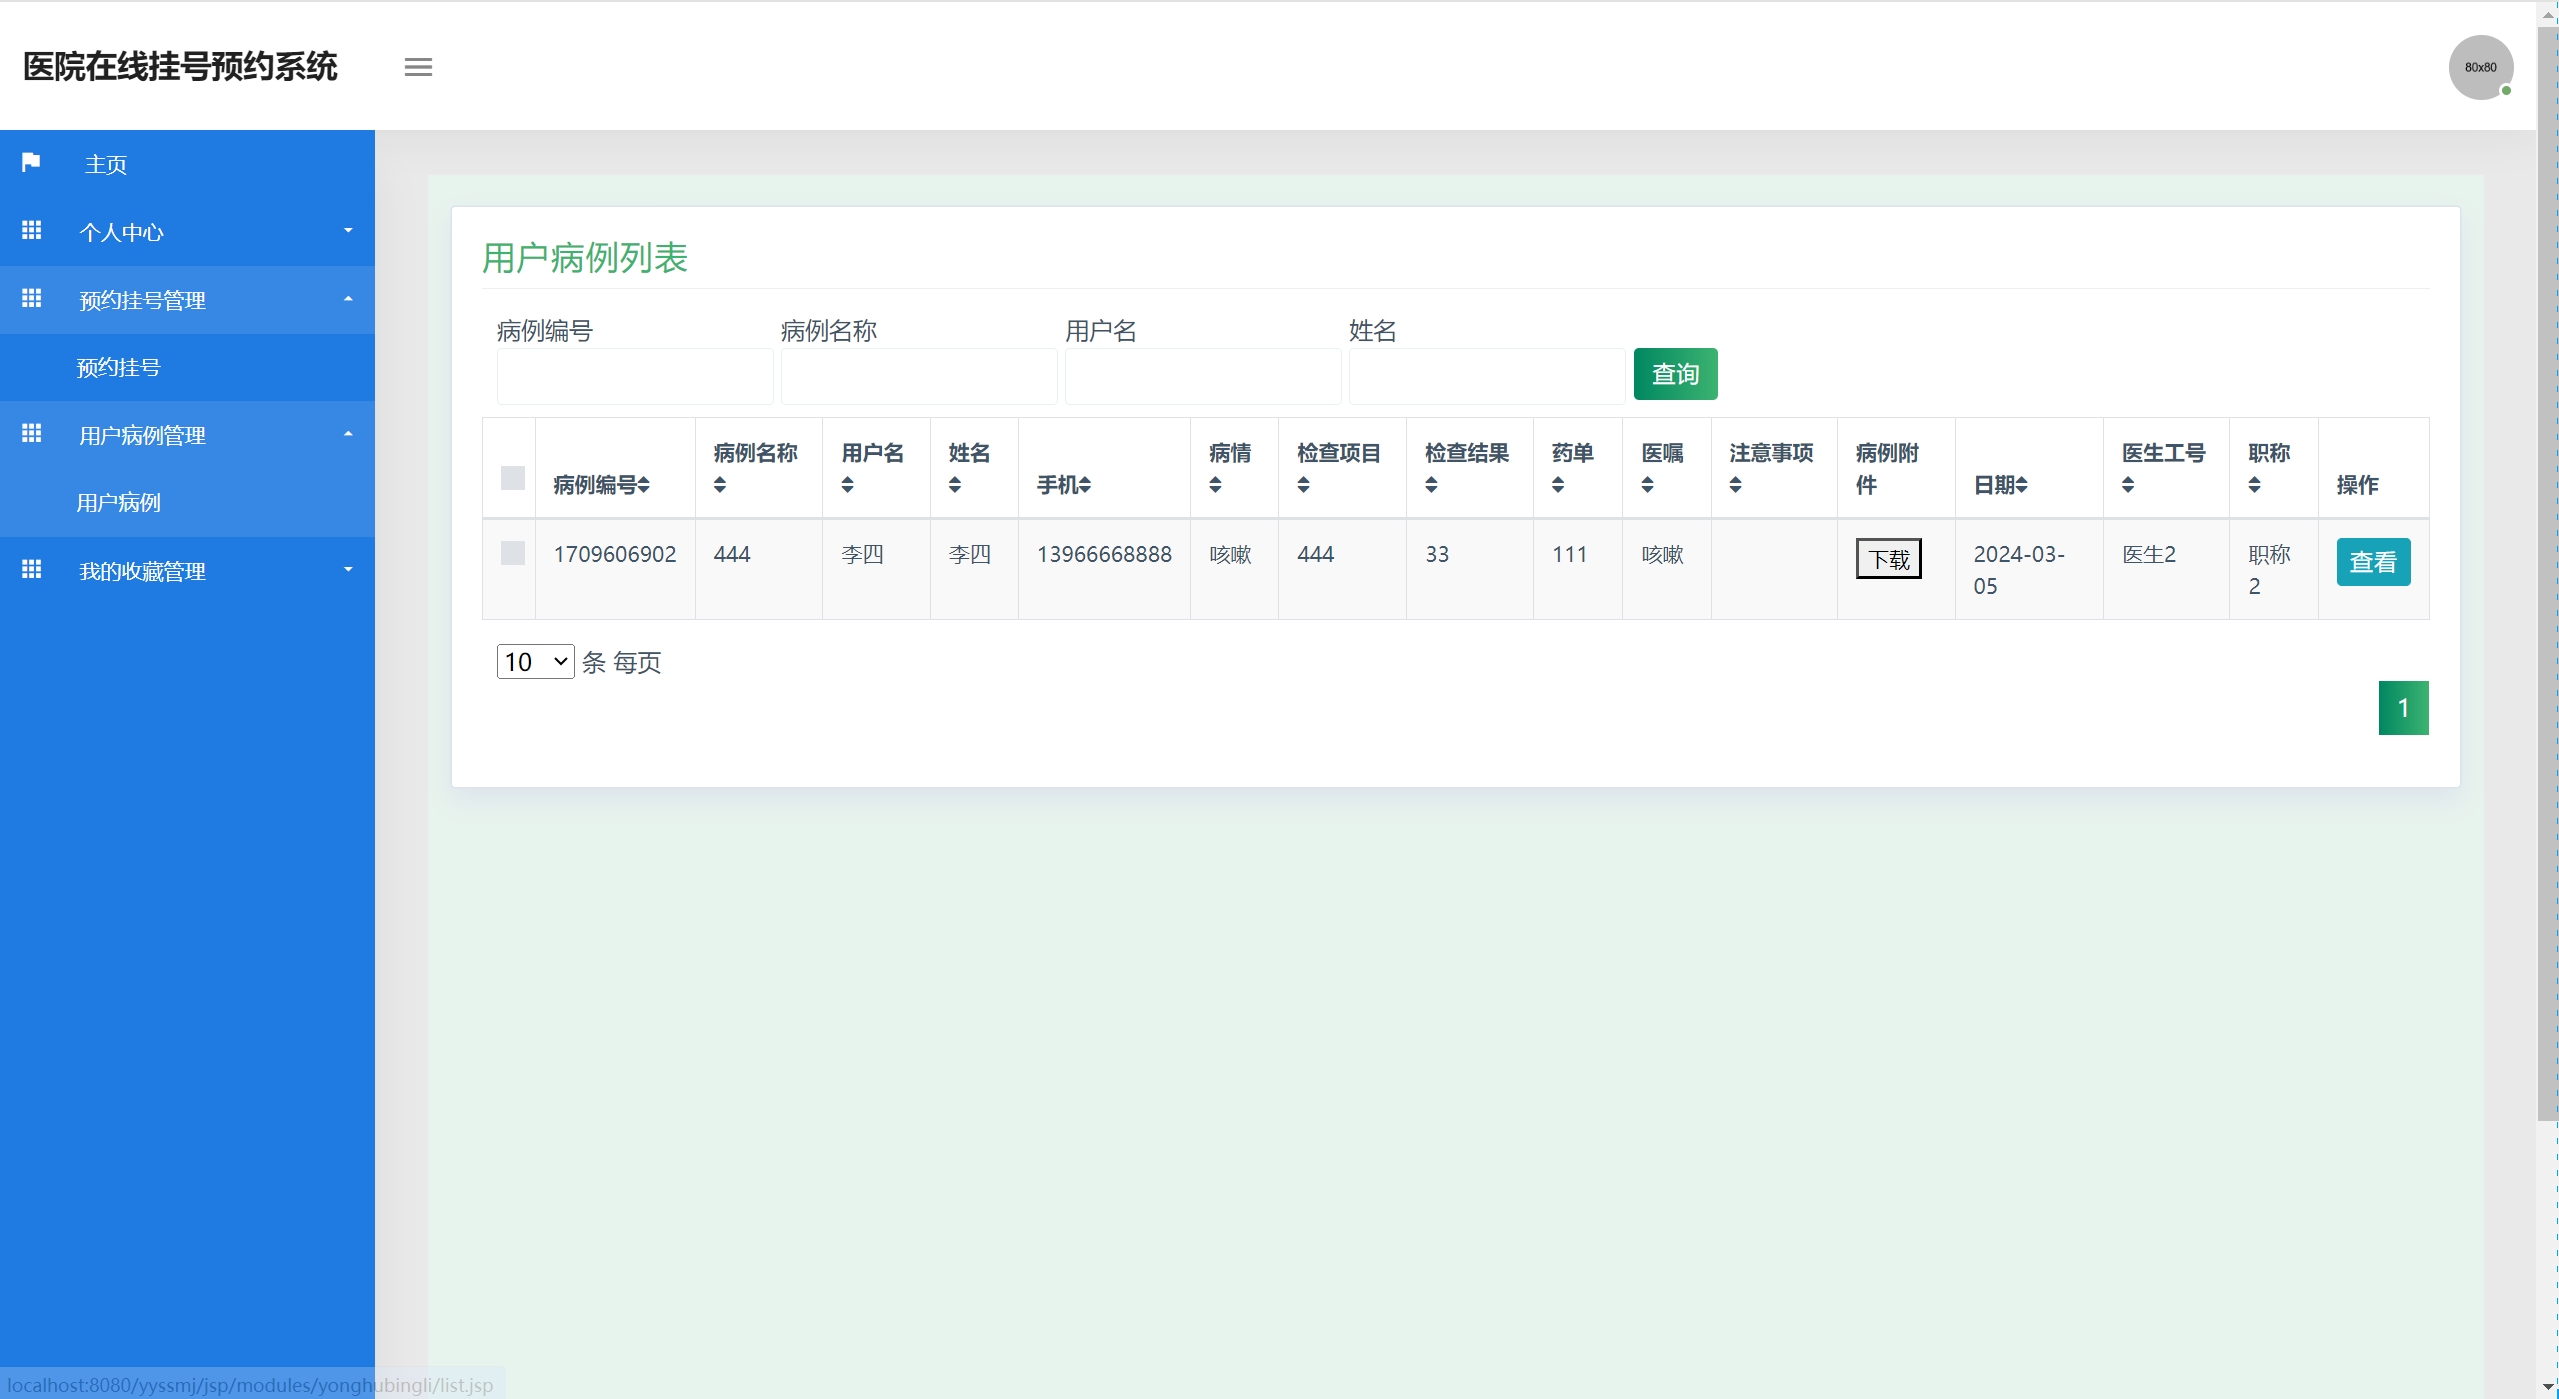 医院在线挂号预约系统
80x80
主页
个人中心
预约挂号管理
预约挂号
用户病例管理
用户病例
我的收藏管理
用户病例列表
病例编号 病例名称 用户名 姓名
查询
病例编号 病例名称 用户名 姓名 手机 病情 检查项目 检查结果 药单 医嘱 注意事项 病例附件 日期 医生工号 职称 操作
1709606902 444 李四 李四 13966668888 咳嗽 444 33 111 咳嗽 下载 2024-03-05 医生2 职称2 查看
10 条 每页
1
localhost:8080/yyssmj/jsp/modules/yonghubingli/list.jsp